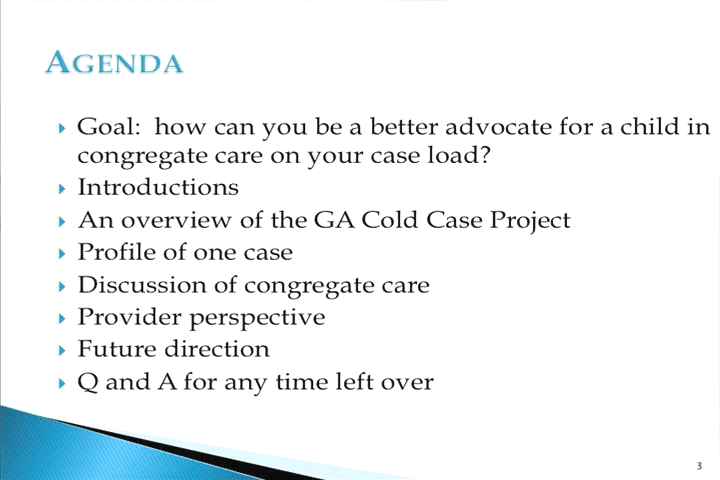 AGENDA
Goal:  how can you be a better advocate for a child in
congregate care on your case load?
Introductions
An overview of the GA Cold Case Project
Profile of one case
Discussion of congregate care
Provider perspective
Future direction
Q and A for any time left over
3